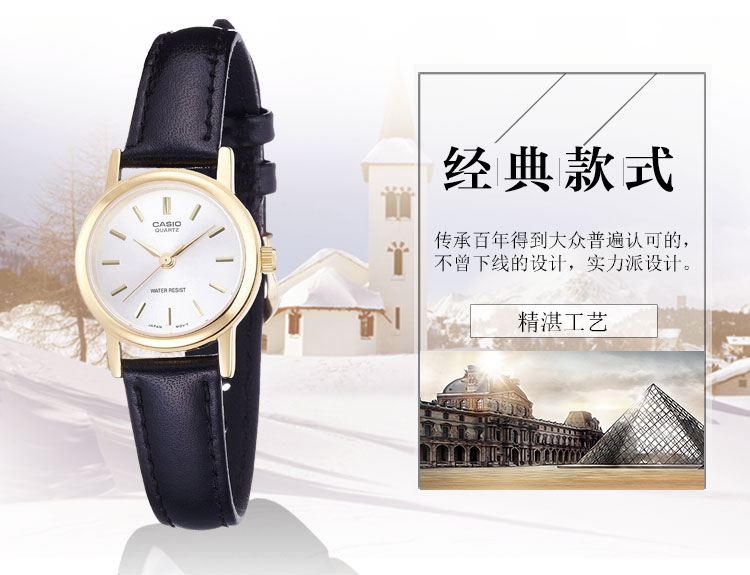 CASIO
QUARTZ
WATER RESIST
经典款式
传承百年得到大众普遍认可的,
不曾下线的设计，实力派设计。
精湛工艺